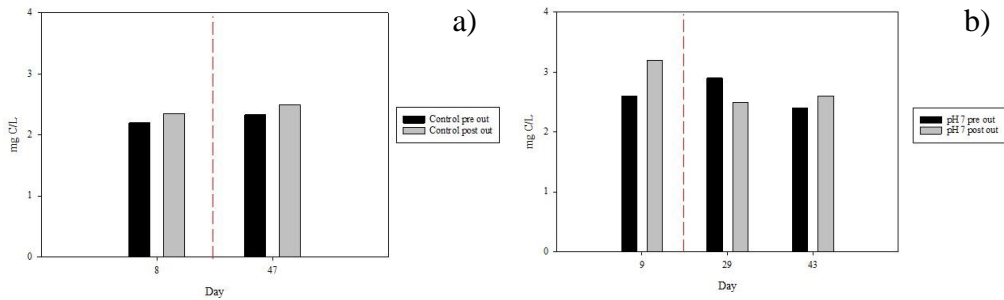 a)
4
3
2
1
0
mg C/L
8 47
Day
Control pre out
Control post out
b)
4
3
2
1
0
mg C/L
9 29 43
Day
pH 7 pre out
pH 7 post out